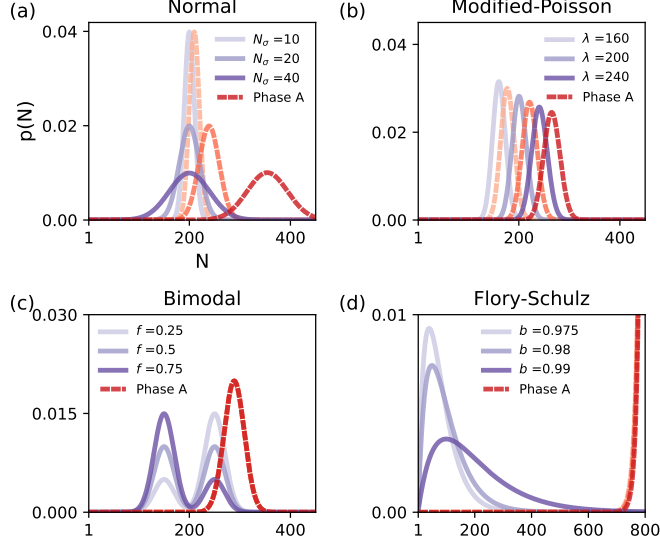 (a)
Normal
0.04
0.02
0.00
p(N)
Nσ =10
Nσ =20
Nσ =40
Phase A
1
200
400
N
(b)
Modified-Poisson
0.04
0.02
0.00
λ =160
λ =200
λ =240
Phase A
1
200
400
(c)
Bimodal
0.030
0.015
0.000
f =0.25
f =0.5
f =0.75
Phase A
1
200
400
(d)
Flory-Schulz
0.01
0.00
b =0.975
b =0.98
b =0.99
Phase A
1
200
400
600
800